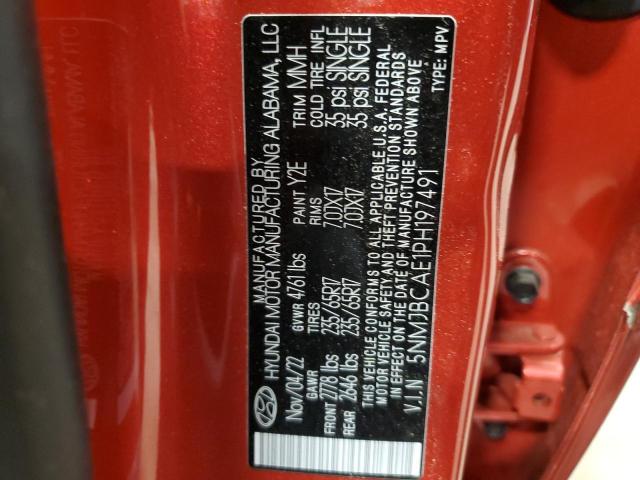 MANUFACTURED BY
HYUNDAI MOTOR MANUFACTURING ALABAMA, LLC
Nov/04/22 GVWR 4761 lbs PAINT Y2E TRIM MMH
GAWR TIRES RIMS COLD TIRE INFL
FRONT 2778 lbs 235/65R17 7.00X17 35 psi SINGLE
REAR 2646 lbs 235/65R17 7.00X17 35 psi SINGLE
THIS VEHICLE CONFORMS TO ALL APPLICABLE U.S.A. FEDERAL
MOTOR VEHICLE SAFETY AND THEFT PREVENTION STANDARDS
IN EFFECT ON THE DATE OF MANUFACTURE SHOWN ABOVE
V.I.N 5NMJBCAE1PH197491 TYPE: MPV